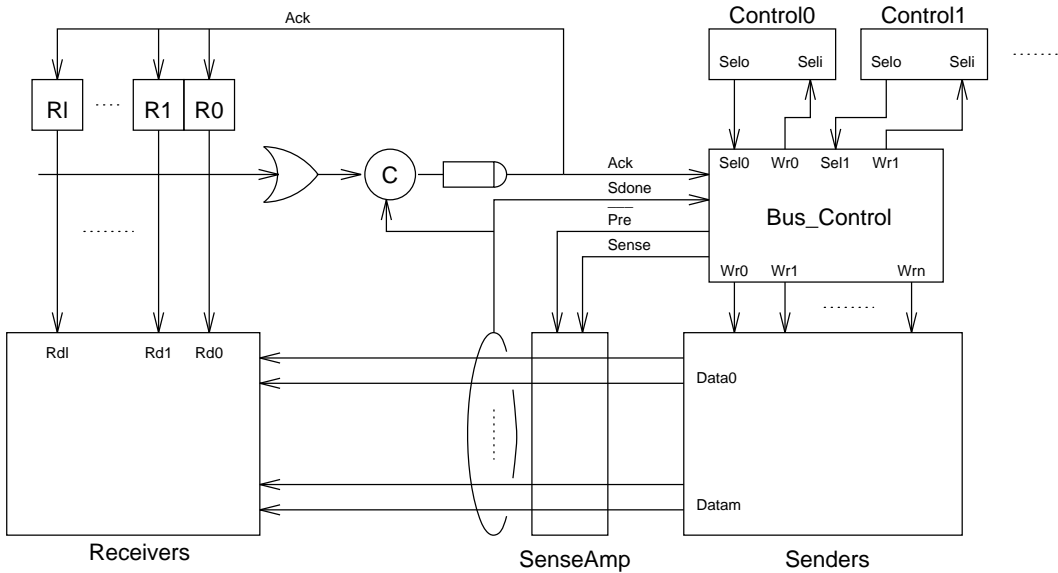 Control0 Control1
Ack
Selo Seli Selo Seli
Rl R1 R0
C
Ack
Sdone
Pre
Sense
Sel0 Wr0 Sel1 Wr1
Bus_Control
Wr0 Wr1 Wrn
Rdl Rd1 Rd0
Data0
Datam
Receivers
SenseAmp
Senders